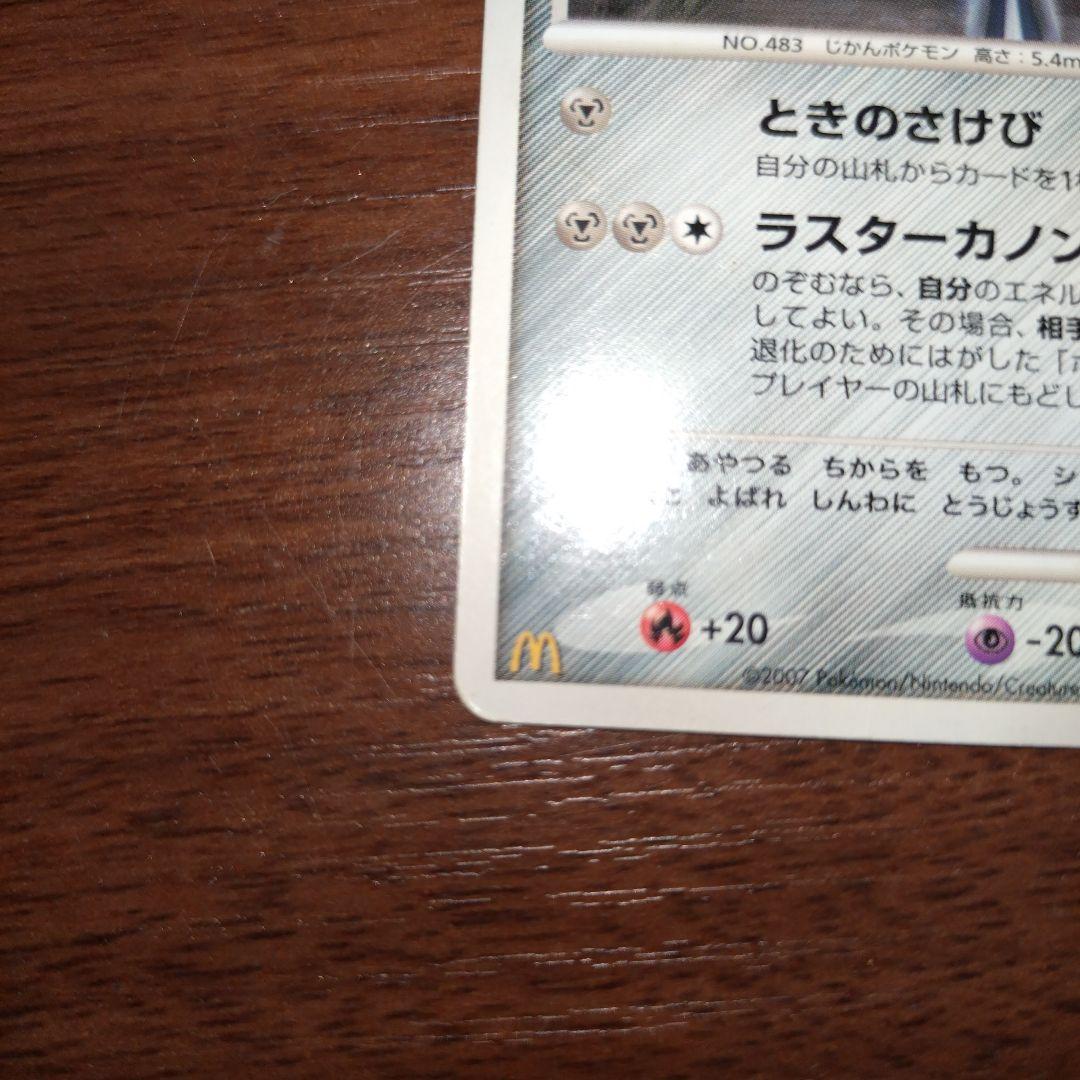 NO.483 じかんポケモン 高さ：5.4m
ときのさけび
自分の山札からカードを1
ラスターカノン
のぞむなら、自分のエネル
してよい。その場合、相手
退化のためにはがした「
プレイヤーの山札にもどし
あやつる ちからを もつ。シ
よばれ しんわに とうじょうす
弱点 抵抗力
+20 -20
©2007 Pokémon/Nintendo/Creature